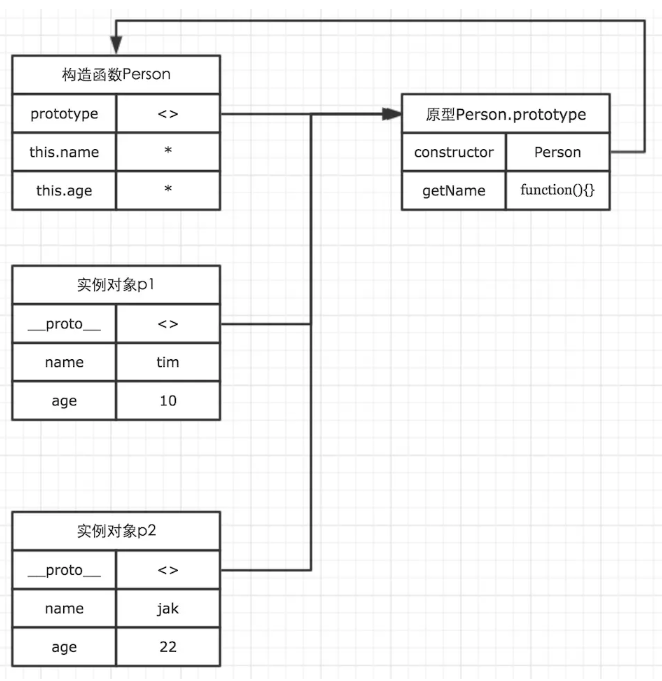 构造函数Person
prototype <>
this.name *
this.age *
原型Person.prototype
constructor Person
getName function(){}
实例对象p1
__proto__ <>
name tim
age 10
实例对象p2
__proto__ <>
name jak
age 22